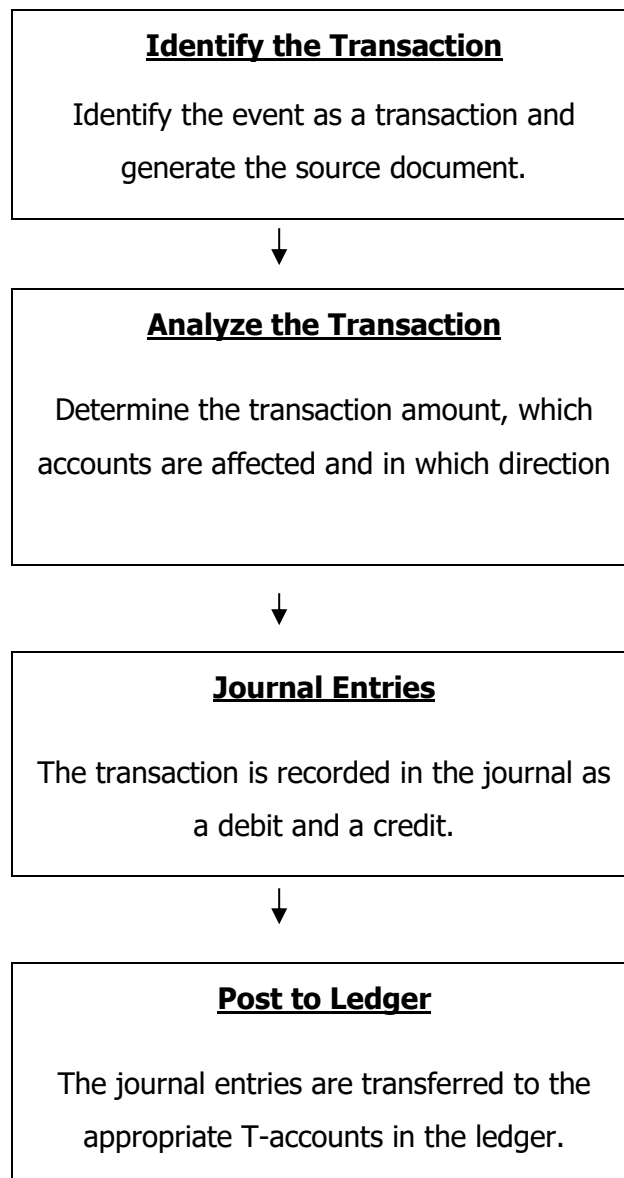 Identify the Transaction
Identify the event as a transaction and
generate the source document.
Analyze the Transaction
Determine the transaction amount, which
accounts are affected and in which direction
Journal Entries
The transaction is recorded in the journal as
a debit and a credit.
Post to Ledger
The journal entries are transferred to the
appropriate T-accounts in the ledger.